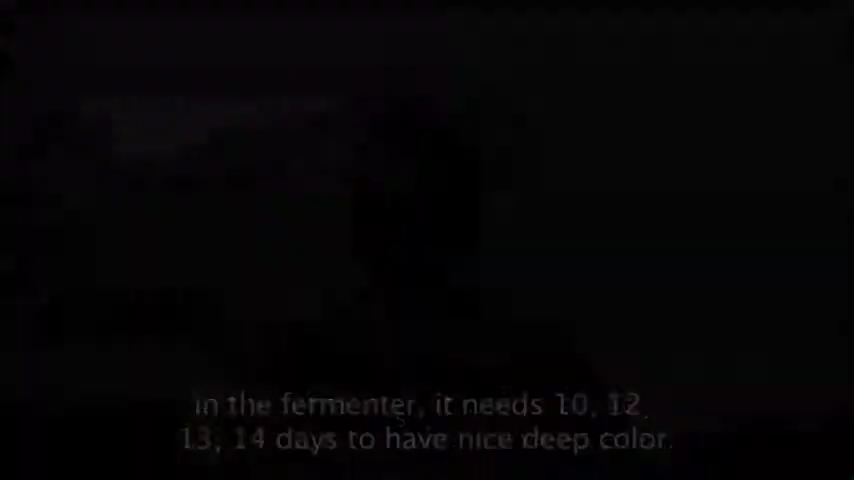 in the fermenter, it needs 10, 12,
13, 14 days to have nice deep color.